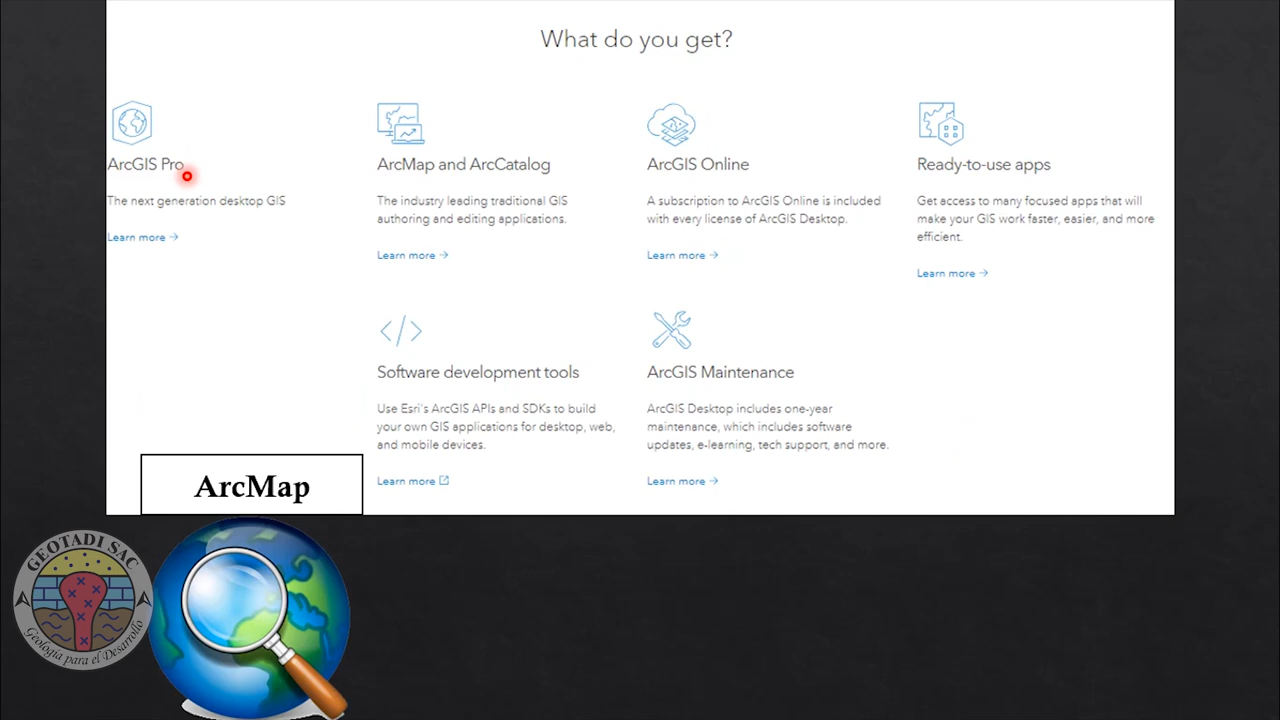 What do you get?
ArcGIS Pro
The next generation desktop GIS
Learn more →
ArcMap and ArcCatalog
The industry leading traditional GIS
authoring and editing applications.
Learn more →
ArcGIS Online
A subscription to ArcGIS Online is included
with every license of ArcGIS Desktop.
Learn more →
Ready-to-use apps
Get access to many focused apps that will
make your GIS work faster, easier, and more
efficient.
Learn more →
Software development tools
Use Esri's ArcGIS APIs and SDKs to build
your own GIS applications for desktop, web,
and mobile devices.
Learn more
ArcGIS Maintenance
ArcGIS Desktop includes one-year
maintenance, which includes software
updates, e-learning, tech support, and more.
Learn more →
ArcMap
GEOTADI SAC
Geología para el Desarrollo